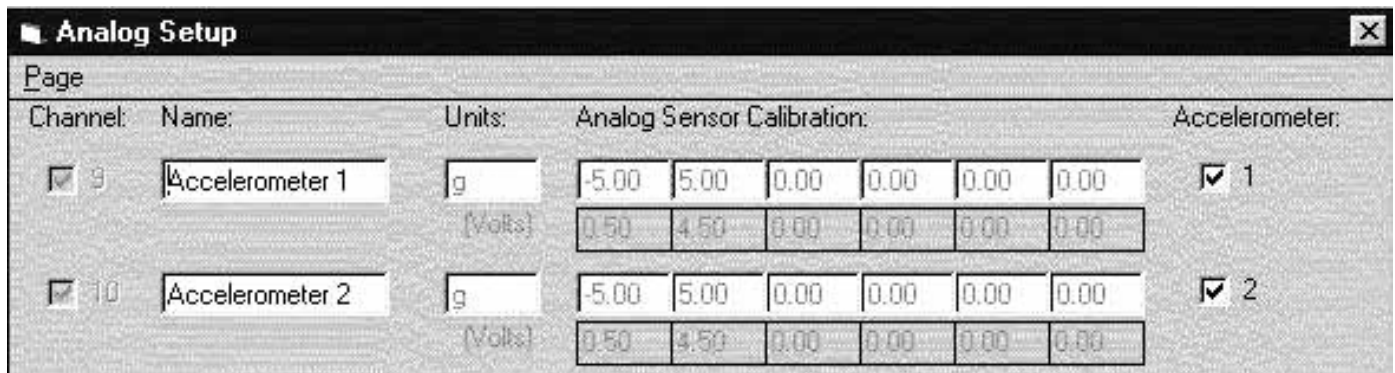 Analog Setup
Page
Channel: Name: Units: Analog Sensor Calibration: Accelerometer:
9 Accelerometer 1 g -5.00 5.00 0.00 0.00 0.00 0.00 1
(Volts) 0.50 4.50 0.00 0.00 0.00 0.00
10 Accelerometer 2 g -5.00 5.00 0.00 0.00 0.00 0.00 2
(Volts) 0.50 4.50 0.00 0.00 0.00 0.00